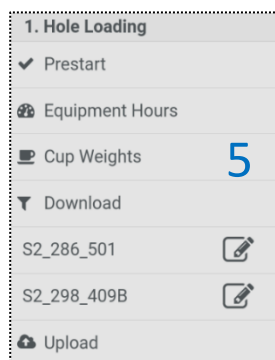 1. Hole Loading
Prestart
Equipment Hours
Cup Weights
5
Download
S2_286_501
S2_298_409B
Upload